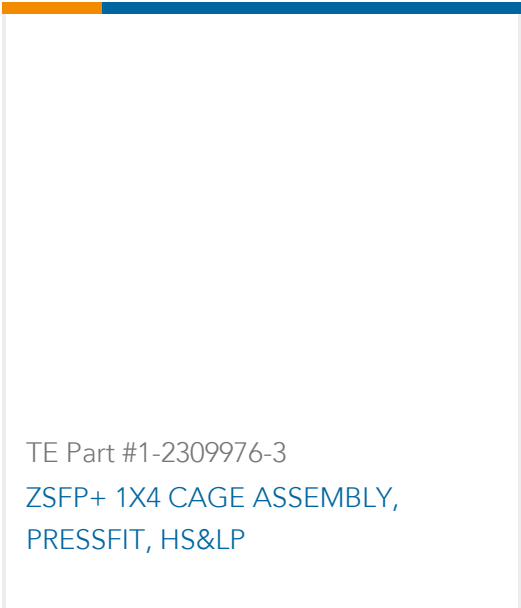 TE Part #1-2309976-3
ZSFP+ 1X4 CAGE ASSEMBLY,
PRESSFIT, HS&LP